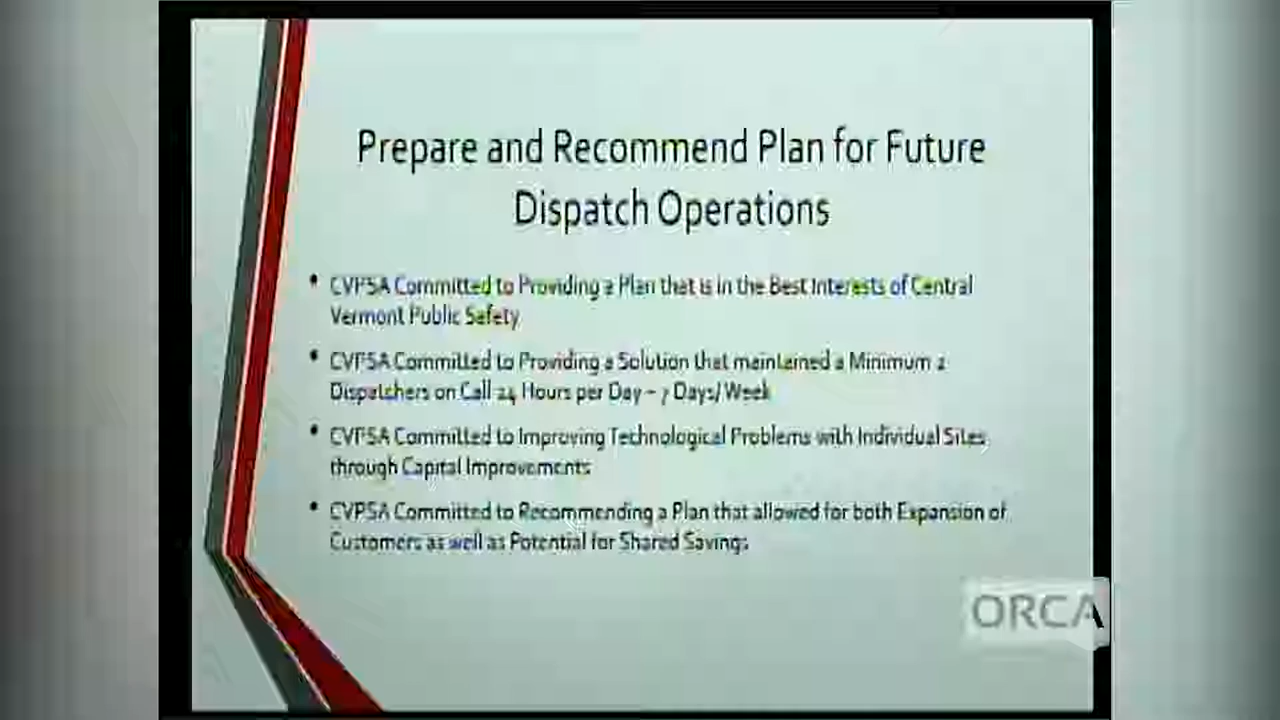 Prepare and Recommend Plan for Future
Dispatch Operations
• CVPSA Committed to Providing a Plan that is in the Best Interests of Central
Vermont Public Safety
• CVPSA Committed to Providing a Solution that maintained a Minimum 2
Dispatchers on Call 24 Hours per Day – 7 Days/ Week
• CVPSA Committed to Improving Technological Problems with Individual Sites
through Capital Improvements
• CVPSA Committed to Recommending a Plan that allowed for both Expansion of
Customers as well as Potential for Shared Savings
ORCA